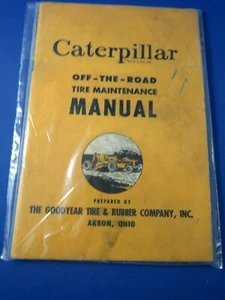 Caterpillar
OFF-THE-ROAD
TIRE MAINTENANCE
MANUAL
PREPARED BY
THE GOODYEAR TIRE & RUBBER COMPANY, INC.
AKRON, OHIO